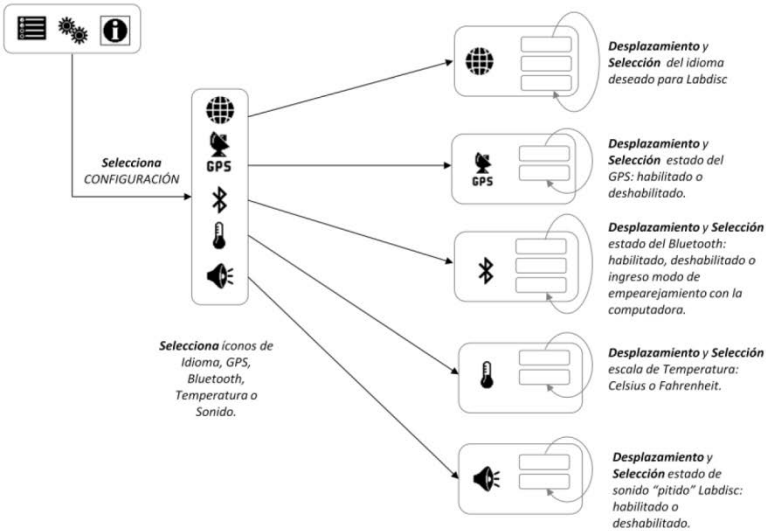 Selecciona
CONFIGURACIÓN
GPS
Selecciona íconos de
Idioma, GPS,
Bluetooth,
Temperatura o
Sonido.
Desplazamiento y
Selección del idioma
deseado para Labdisc
GPS
Desplazamiento y
Selección estado del
GPS: habilitado o
deshabilitado.
Desplazamiento y Selección
estado del Bluetooth:
habilitado, deshabilitado o
ingreso modo de
empearejamiento con la
computadora.
Desplazamiento y Selección
escala de Temperatura:
Celsius o Fahrenheit.
Desplazamiento y
Selección estado de
sonido “pitido” Labdisc:
habilitado o
deshabilitado.